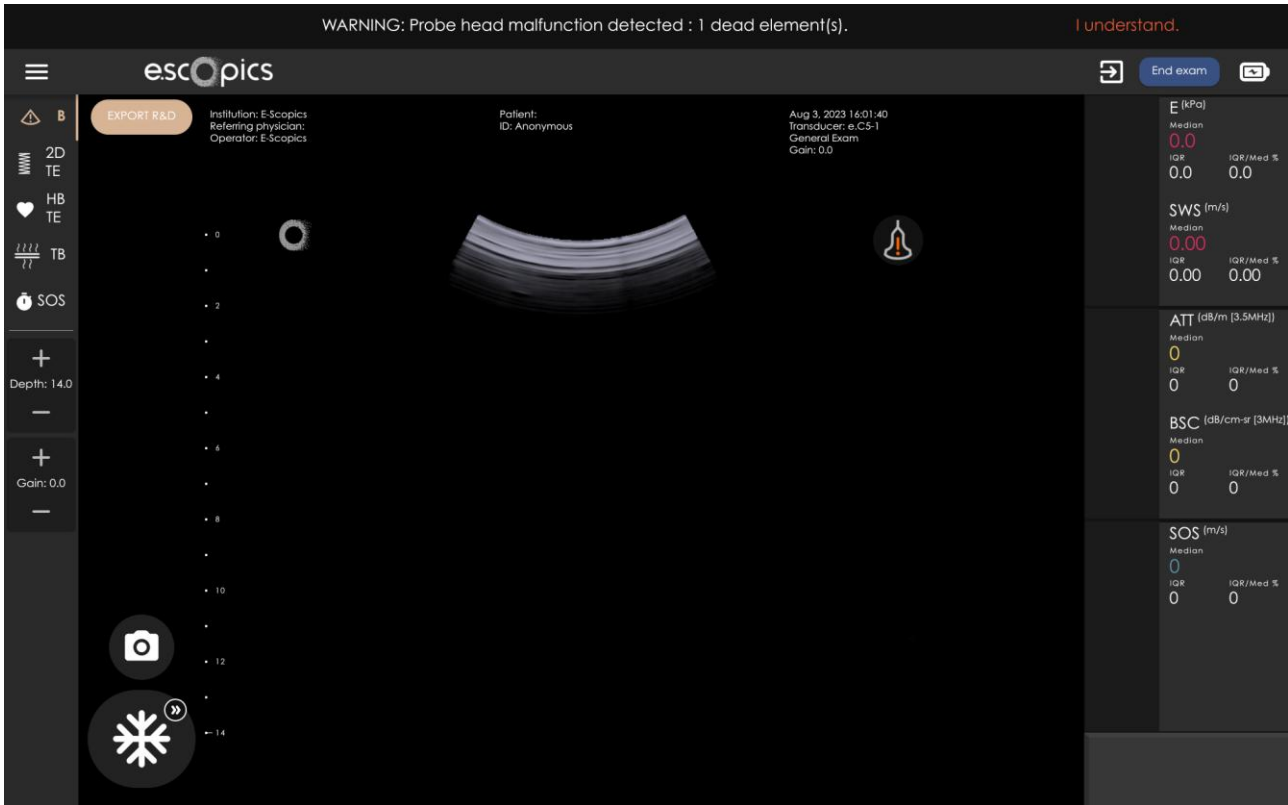 WARNING: Probe head malfunction detected : 1 dead element(s).
I understand.
e.scopics
End exam
B
2D
TE
HB
TE
TB
SOS
Depth: 14.0
Gain: 0.0
EXPORT R&D
Institution: E-Scopics
Referring physician:
Operator: E-Scopics
Patient:
ID: Anonymous
Aug 3, 2023 16:01:40
Transducer: e.C5-1
General Exam
Gain: 0.0
0
2
4
6
8
10
12
14
E (kPa)
Median
0.0
IQR IQR/Med %
0.0 0.0
SWS (m/s)
Median
0.00
IQR IQR/Med %
0.00 0.00
ATT (dB/m [3.5MHz])
Median
0
IQR IQR/Med %
0 0
BSC (dB/cm-sr [3MHz])
Median
0
IQR IQR/Med %
0 0
SOS (m/s)
Median
0
IQR IQR/Med %
0 0